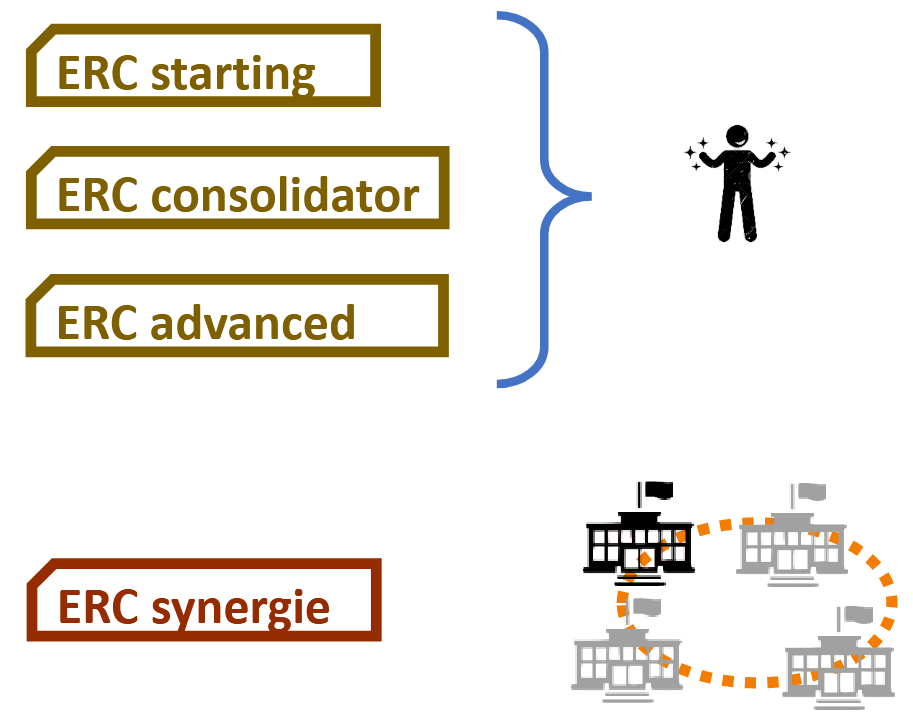 ERC starting
ERC consolidator
ERC advanced
ERC synergie